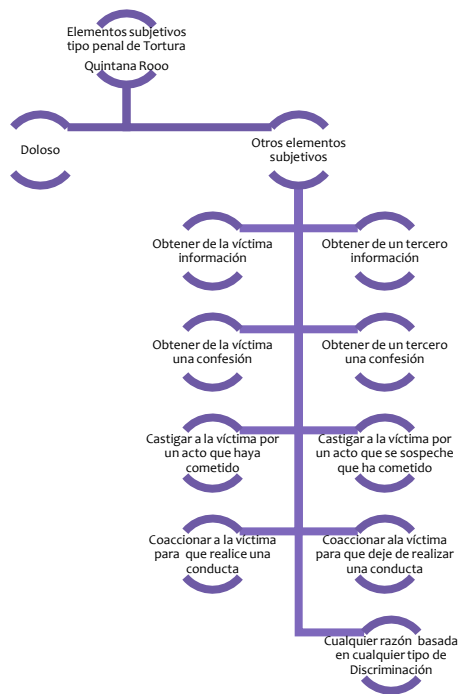 Elementos subjetivos
tipo penal de Tortura
Quintana Rooo
Doloso
Otros elementos
subjetivos
Obtener de la víctima
información
Obtener de un tercero
información
Obtener de la víctima
una confesión
Obtener de un tercero
una confesión
Castigar a la víctima por
un acto que haya
cometido
Castigar a la víctima por
un acto que se sospeche
que ha cometido
Coaccionar a la víctima
para que realice una
conducta
Coaccionar ala víctima
para que deje de realizar
una conducta
Cualquier razón basada
en cualquier tipo de
Discriminación